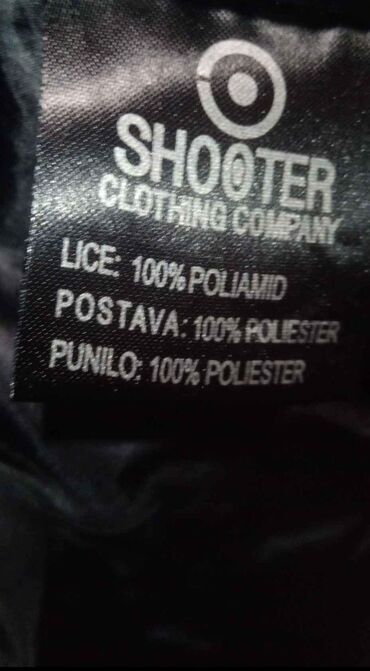 SHOOTER
CLOTHING COMPANY
LICE: 100% POLIAMID
POSTAVA: 100% POLIESTER
PUNILO: 100% POLIESTER